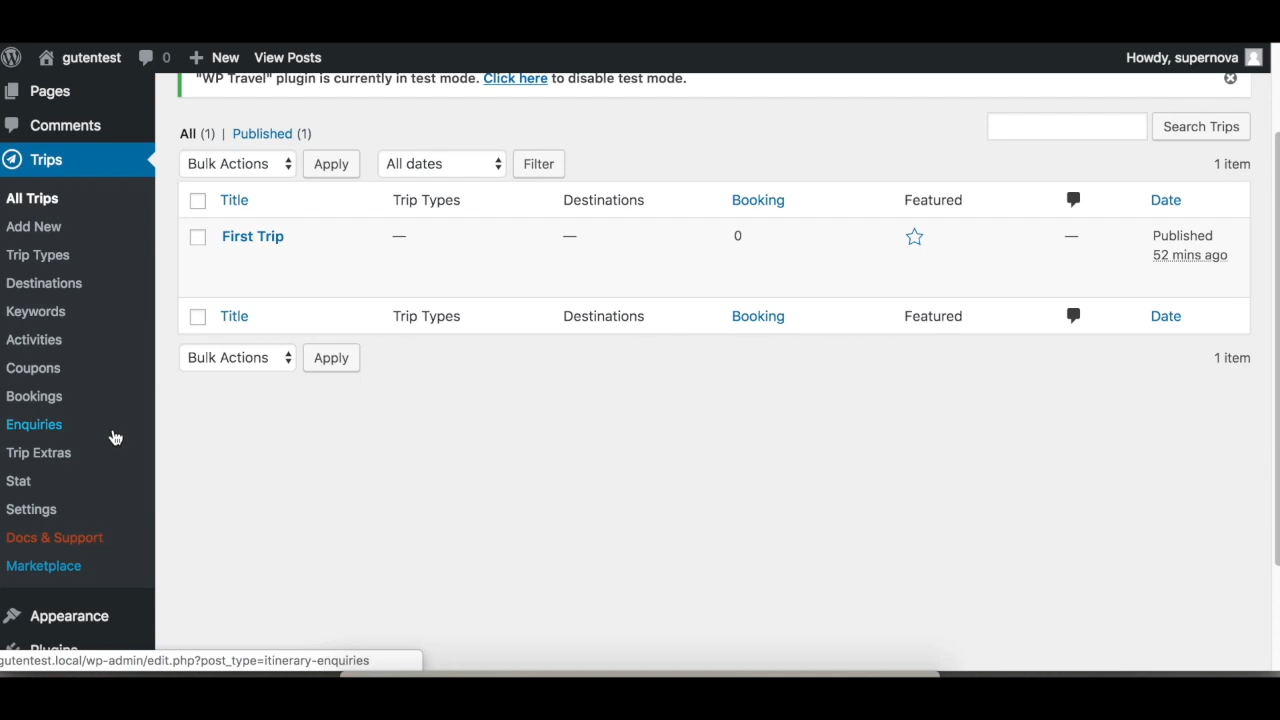 gutentest 0 New View Posts Howdy, supernova
"WP Travel" plugin is currently in test mode. Click here to disable test mode.
Pages
Comments
Trips
All Trips
Add New
Trip Types
Destinations
Keywords
Activities
Coupons
Bookings
Enquiries
Trip Extras
Stat
Settings
Docs & Support
Marketplace
Appearance
Plugins
All (1) | Published (1)
Search Trips
Bulk Actions Apply All dates Filter 1 item
Title Trip Types Destinations Booking Featured Date
First Trip — — 0 — Published
52 mins ago
Title Trip Types Destinations Booking Featured Date
Bulk Actions Apply 1 item
gutentest.local/wp-admin/edit.php?post_type=itinerary-enquiries